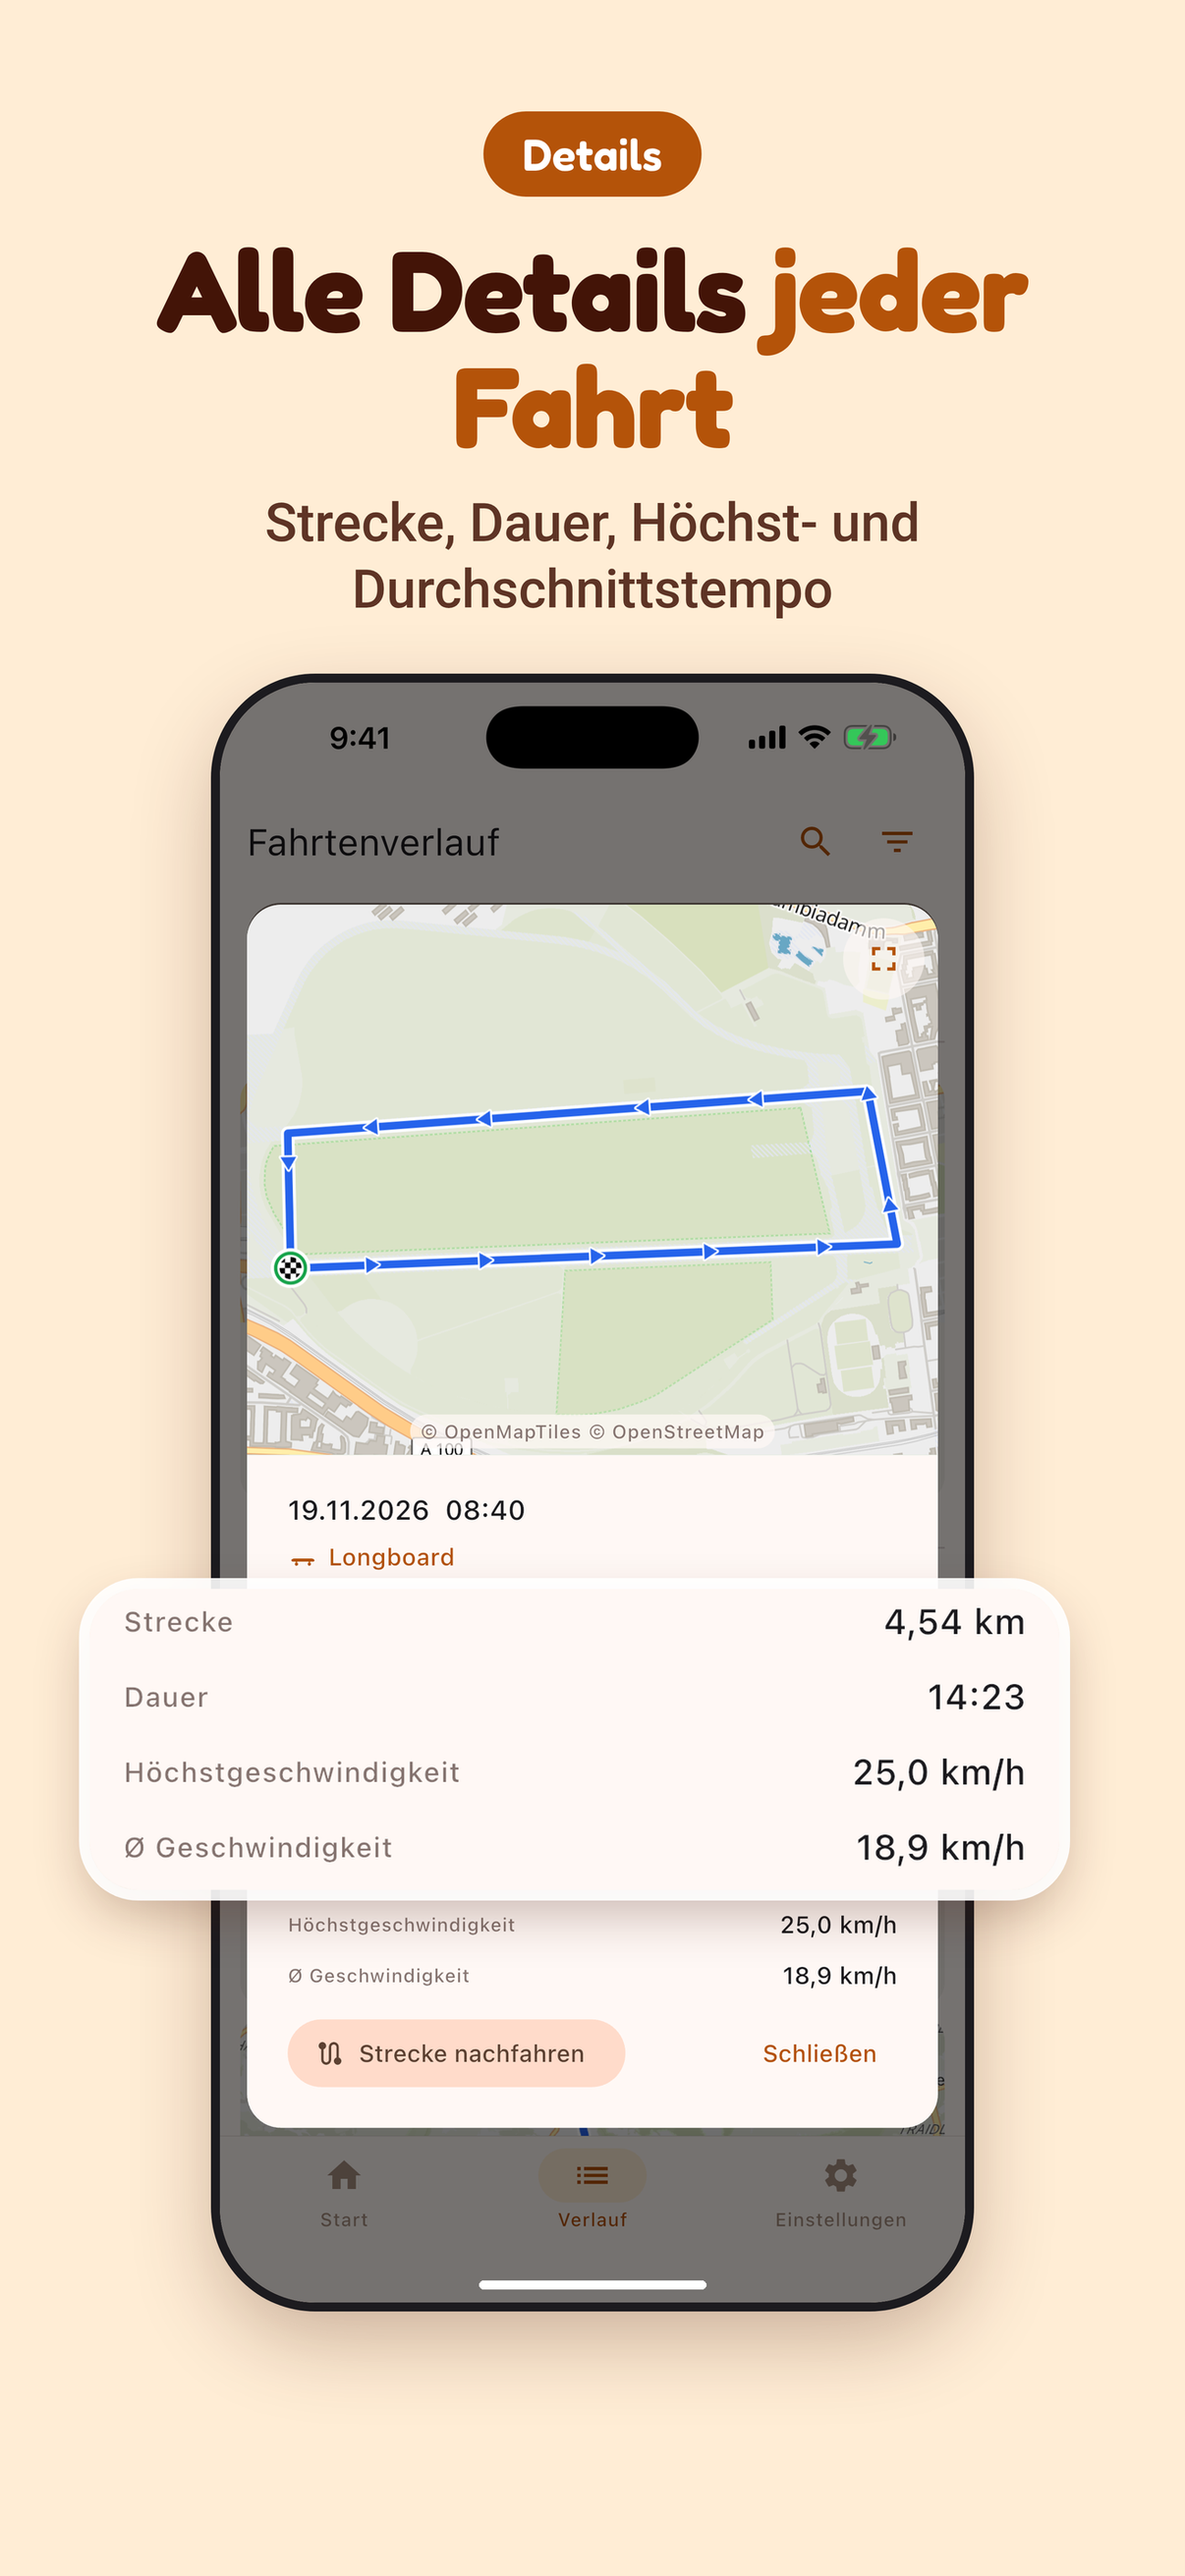 Details
Alle Details jeder
Fahrt
Strecke, Dauer, Höchst- und
Durchschnittstempo
9:41
Fahrtenverlauf
© OpenMapTiles © OpenStreetMap
A 100
19.11.2026 08:40
Longboard
Strecke 4,54 km
Dauer 14:23
Höchstgeschwindigkeit 25,0 km/h
Ø Geschwindigkeit 18,9 km/h
Höchstgeschwindigkeit 25,0 km/h
Ø Geschwindigkeit 18,9 km/h
Strecke nachfahren Schließen
Start Verlauf Einstellungen